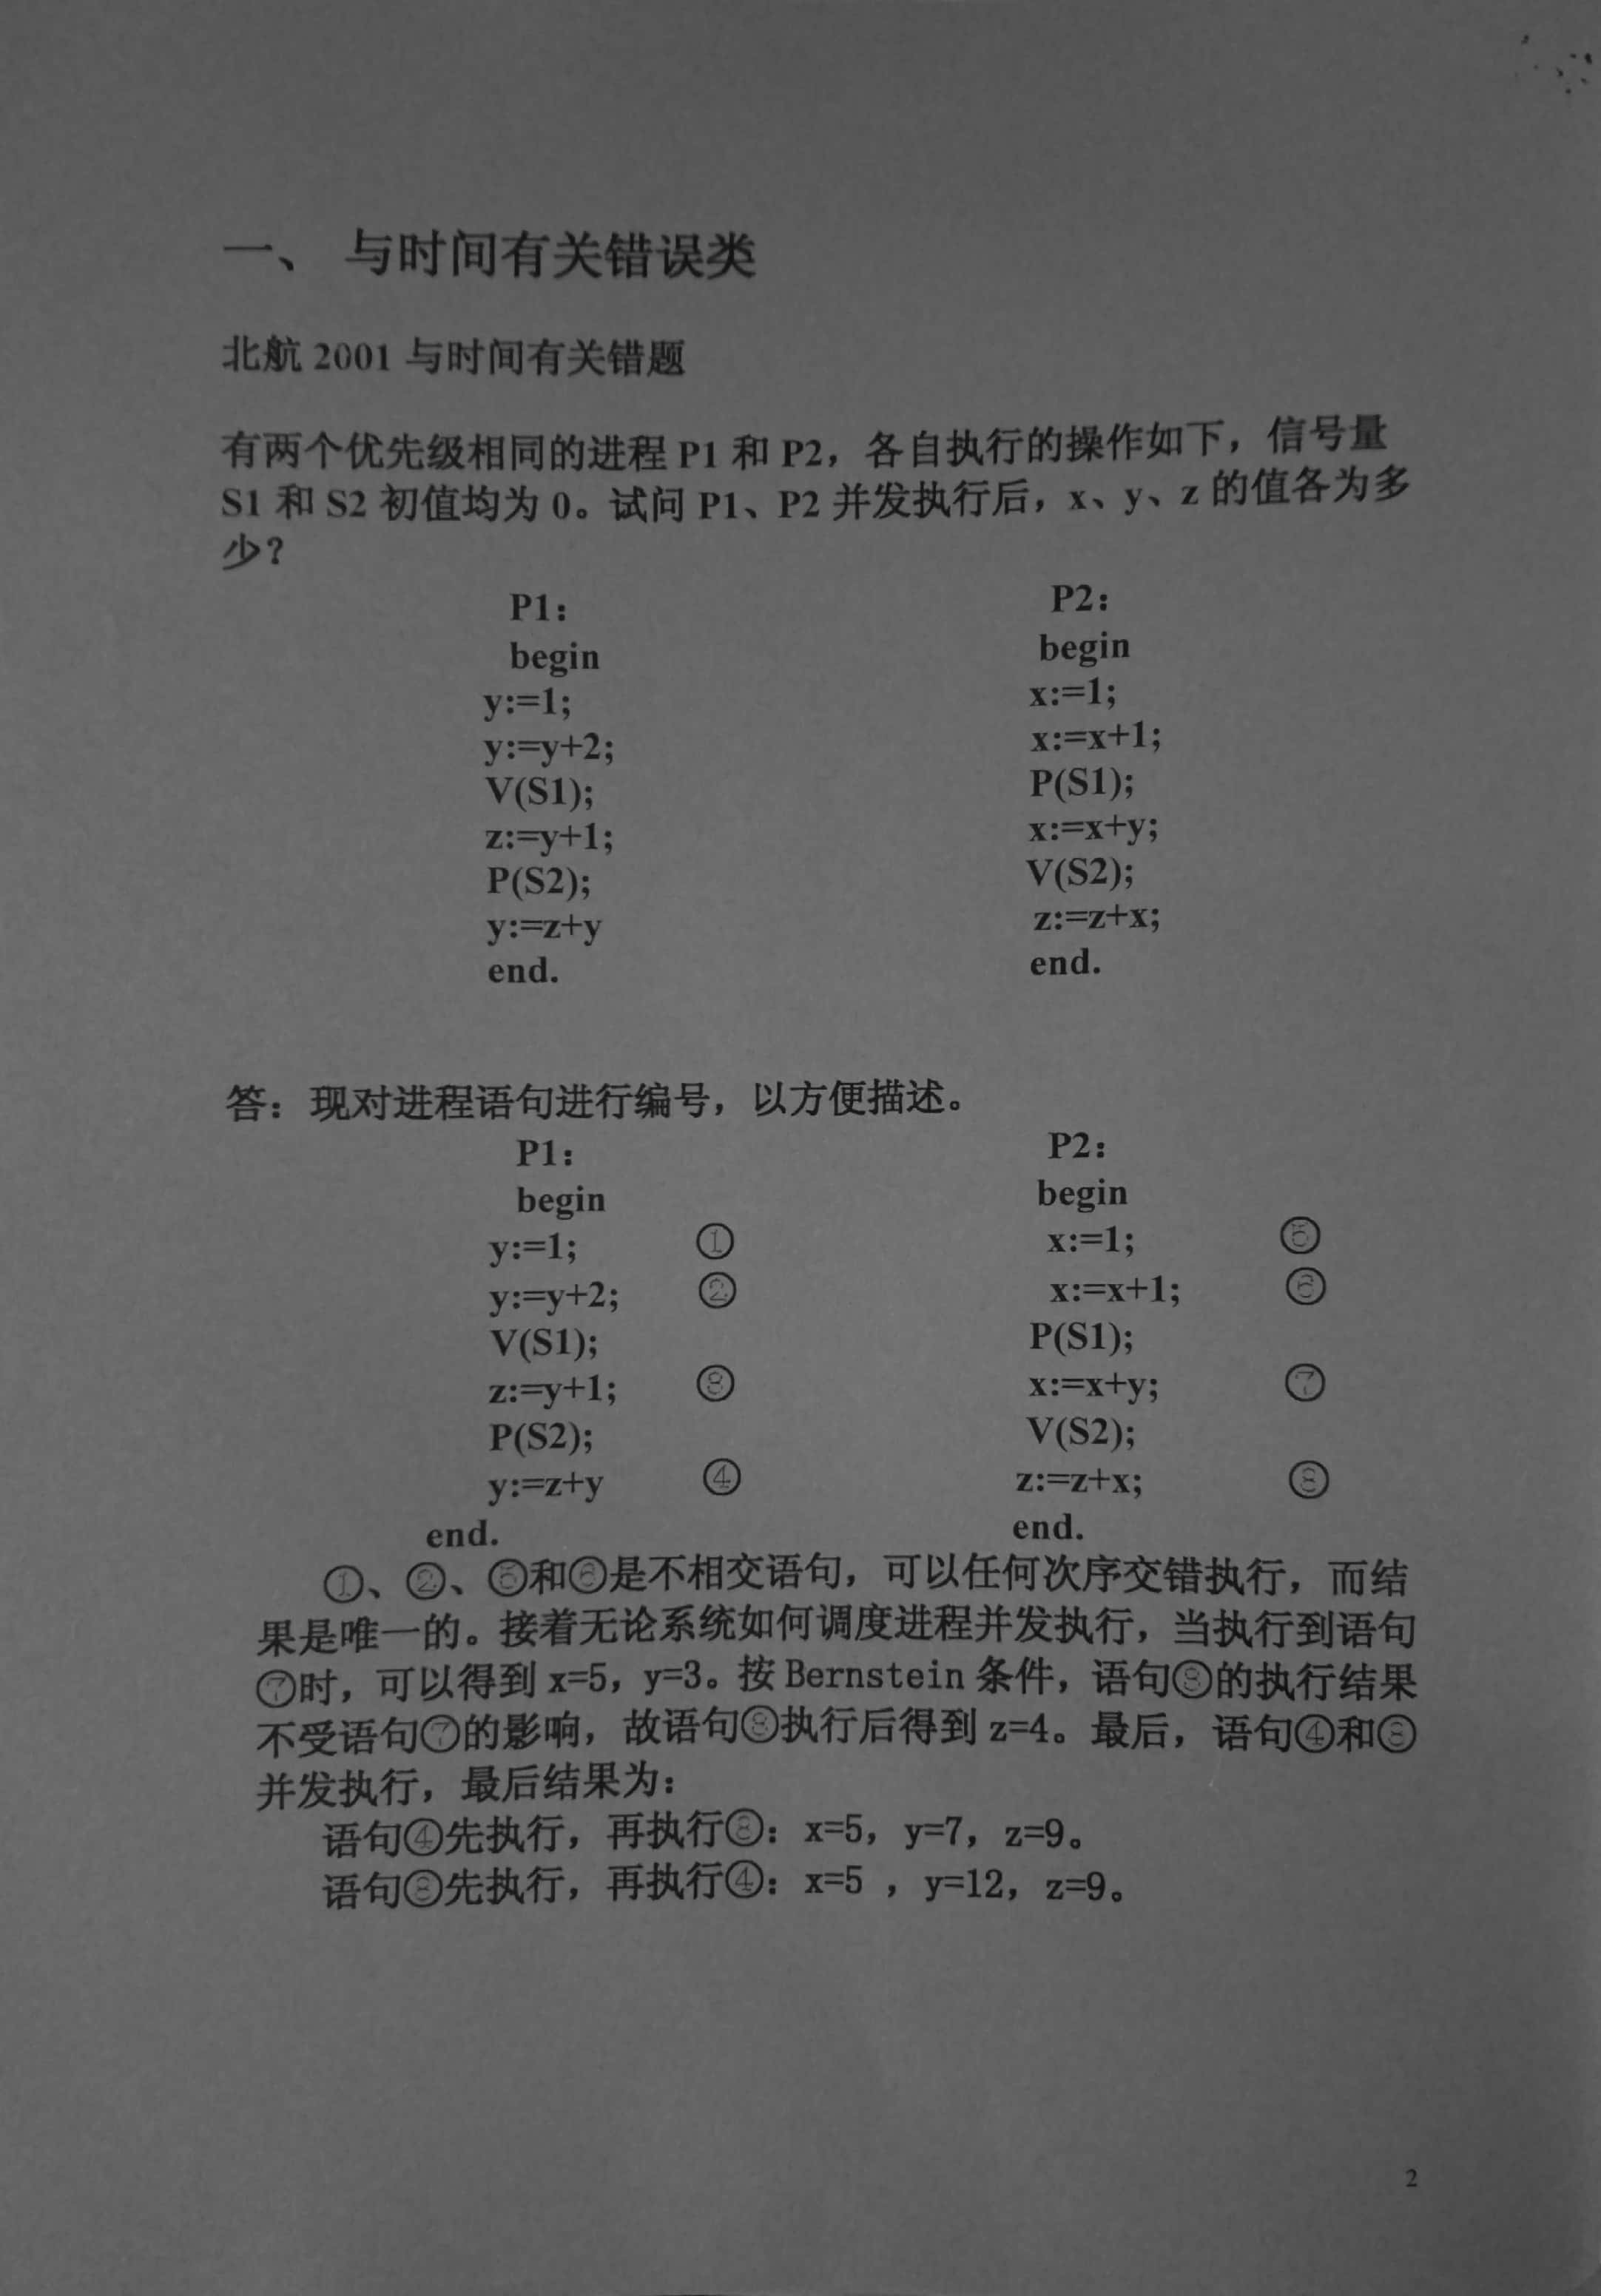 一、 与时间有关错误类
北航 2001 与时间有关错题
有两个优先级相同的进程 P1 和 P2，各自执行的操作如下，信号量
S1 和 S2 初值均为 0。试问 P1、P2 并发执行后，x、y、z 的值各为多
少？
P1： P2：
begin begin
y:=1; x:=1;
y:=y+2; x:=x+1;
V(S1); P(S1);
z:=y+1; x:=x+y;
P(S2); V(S2);
y:=z+y z:=z+x;
end. end.
答：现对进程语句进行编号，以方便描述。
P1： P2：
begin begin
y:=1; ① x:=1; ⑤
y:=y+2; ② x:=x+1; ⑥
V(S1); P(S1);
z:=y+1; ③ x:=x+y; ⑦
P(S2); V(S2);
y:=z+y ④ z:=z+x; ⑧
end. end.
①、②、⑤和⑥是不相交语句，可以任何次序交错执行，而结
果是唯一的。接着无论系统如何调度进程并发执行，当执行到语句
⑦时，可以得到 x=5，y=3。按 Bernstein 条件，语句③的执行结果
不受语句⑦的影响，故语句③执行后得到 z=4。最后，语句④和⑧
并发执行，最后结果为：
语句④先执行，再执行⑧：x=5，y=7，z=9。
语句⑧先执行，再执行④：x=5 ，y=12，z=9。
2